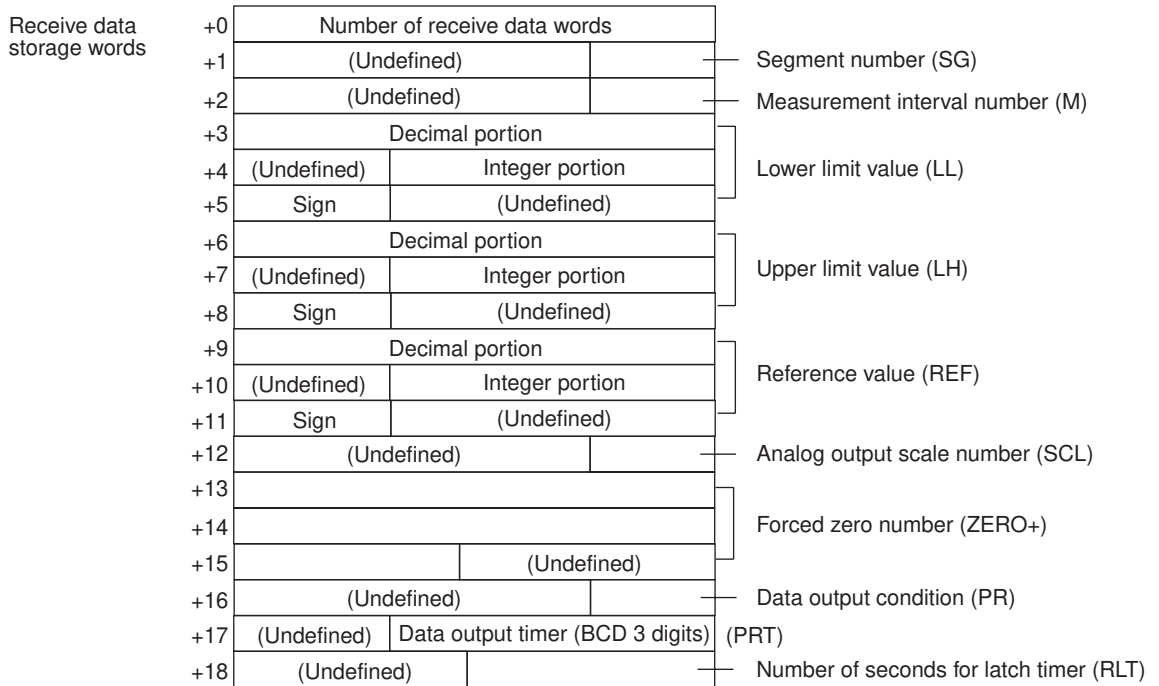 Receive data
storage words
+0 Number of receive data words
+1 (Undefined) Segment number (SG)
+2 (Undefined) Measurement interval number (M)
+3 Decimal portion
+4 (Undefined) Integer portion Lower limit value (LL)
+5 Sign (Undefined)
+6 Decimal portion
+7 (Undefined) Integer portion Upper limit value (LH)
+8 Sign (Undefined)
+9 Decimal portion
+10 (Undefined) Integer portion Reference value (REF)
+11 Sign (Undefined)
+12 (Undefined) Analog output scale number (SCL)
+13
+14 Forced zero number (ZERO+)
+15 (Undefined)
+16 (Undefined) Data output condition (PR)
+17 (Undefined) Data output timer (BCD 3 digits) (PRT)
+18 (Undefined) Number of seconds for latch timer (RLT)